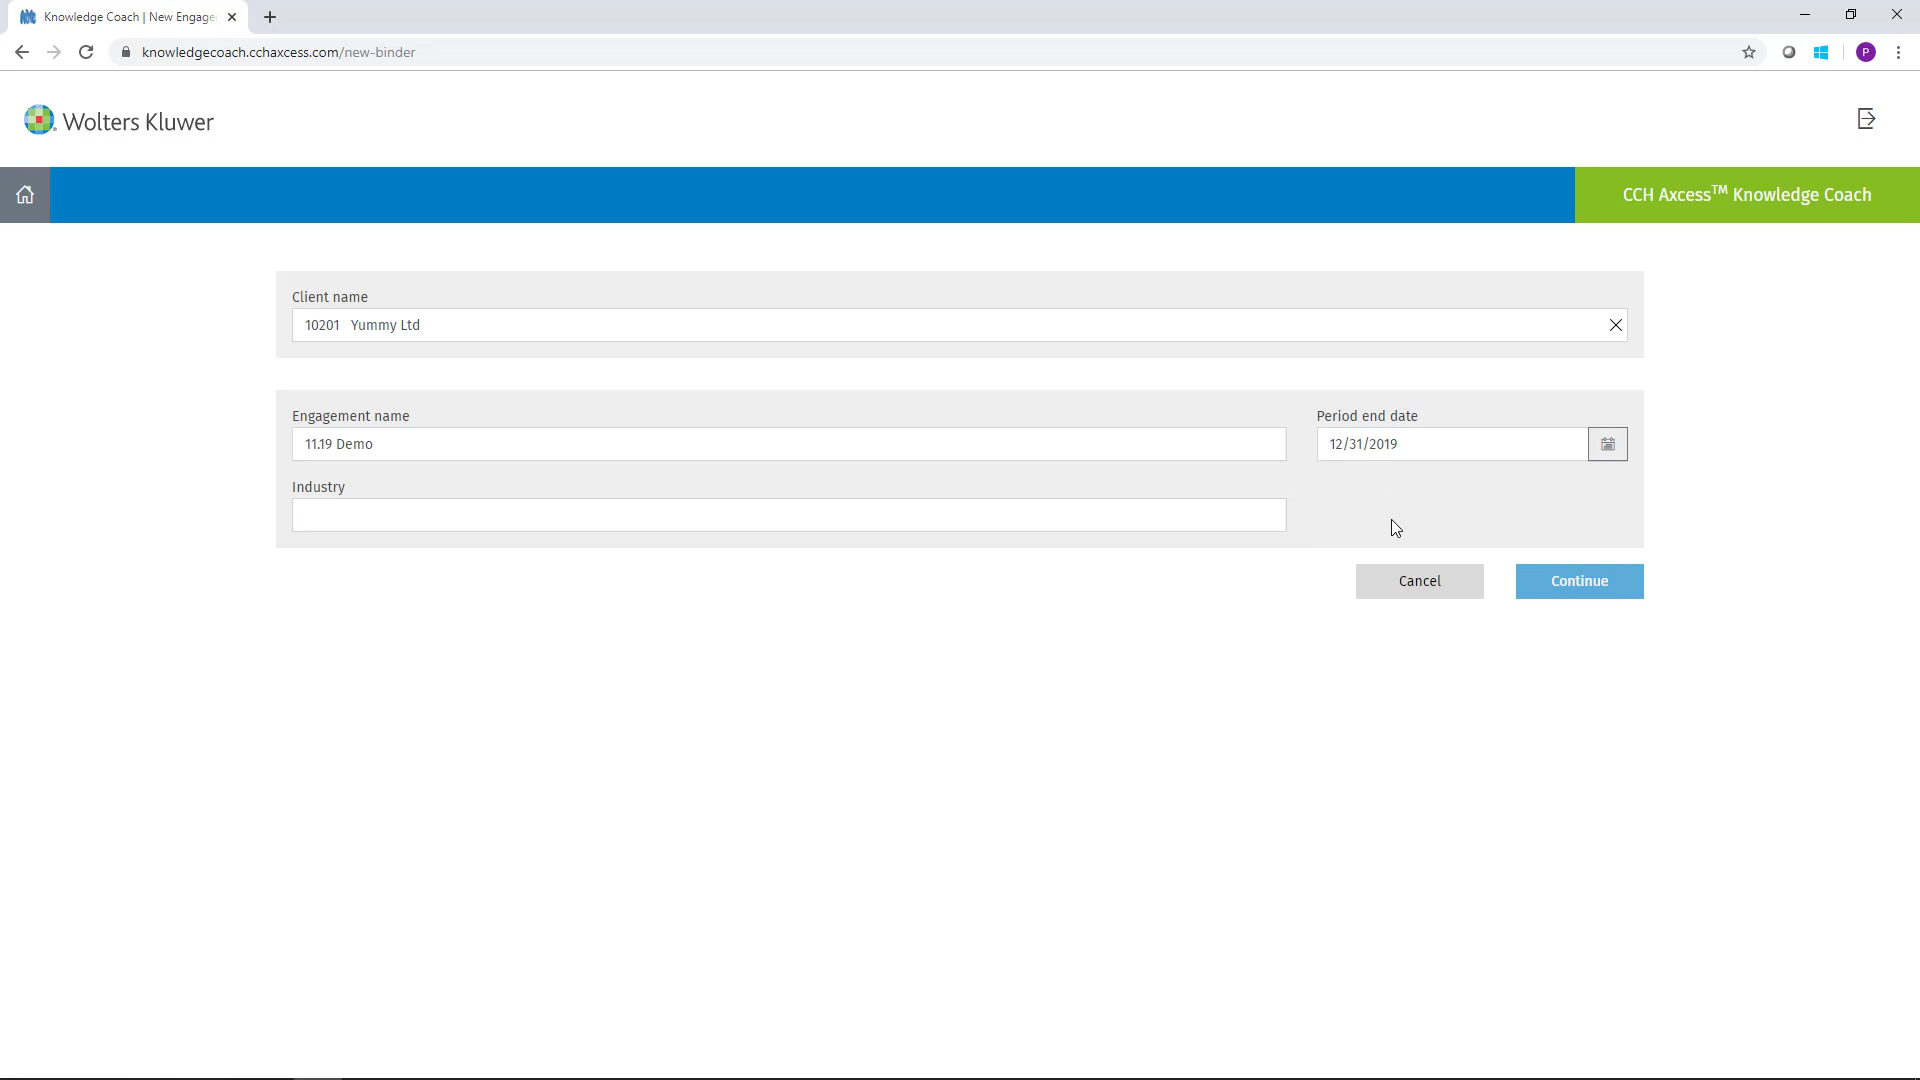 Knowledge Coach | New Engage
knowledgecoach.cchaxcess.com/new-binder
P
Wolters Kluwer
CCH Axcess™ Knowledge Coach
Client name
10201 Yummy Ltd
Engagement name
Period end date
11.19 Demo
12/31/2019
Industry
Cancel
Continue